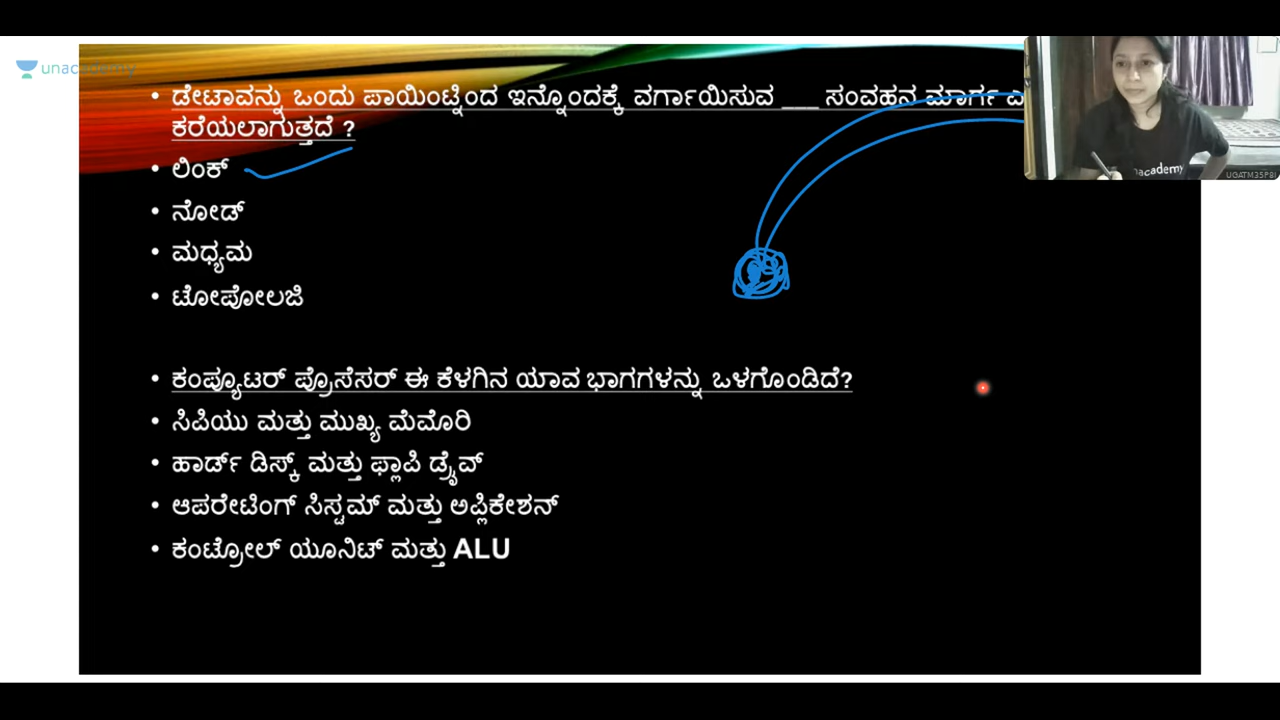 unacademy
• ಡೇಟಾವನ್ನು ಒಂದು ಪಾಯಿಂಟ್ನಿಂದ ಇನ್ನೊಂದಕ್ಕೆ ವರ್ಗಾಯಿಸುವ ___ ಸಂವಹನ ಮಾರ್ಗ
ಕರೆಯಲಾಗುತ್ತದೆ ?
• ಲಿಂಕ್
• ನೋಡ್
• ಮಧ್ಯಮ
• ಟೋಪೋಲಜಿ
• ಕಂಪ್ಯೂಟರ್ ಪ್ರೊಸೆಸರ್ ಈ ಕೆಳಗಿನ ಯಾವ ಭಾಗಗಳನ್ನು ಒಳಗೊಂಡಿದೆ?
• ಸಿಪಿಯು ಮತ್ತು ಮುಖ್ಯ ಮೆಮೊರಿ
• ಹಾರ್ಡ್ ಡಿಸ್ಕ್ ಮತ್ತು ಫ್ಲಾಪಿ ಡ್ರೈವ್
• ಆಪರೇಟಿಂಗ್ ಸಿಸ್ಟಮ್ ಮತ್ತು ಅಪ್ಲಿಕೇಶನ್
• ಕಂಟ್ರೋಲ್ ಯೂನಿಟ್ ಮತ್ತು ALU
unacademy